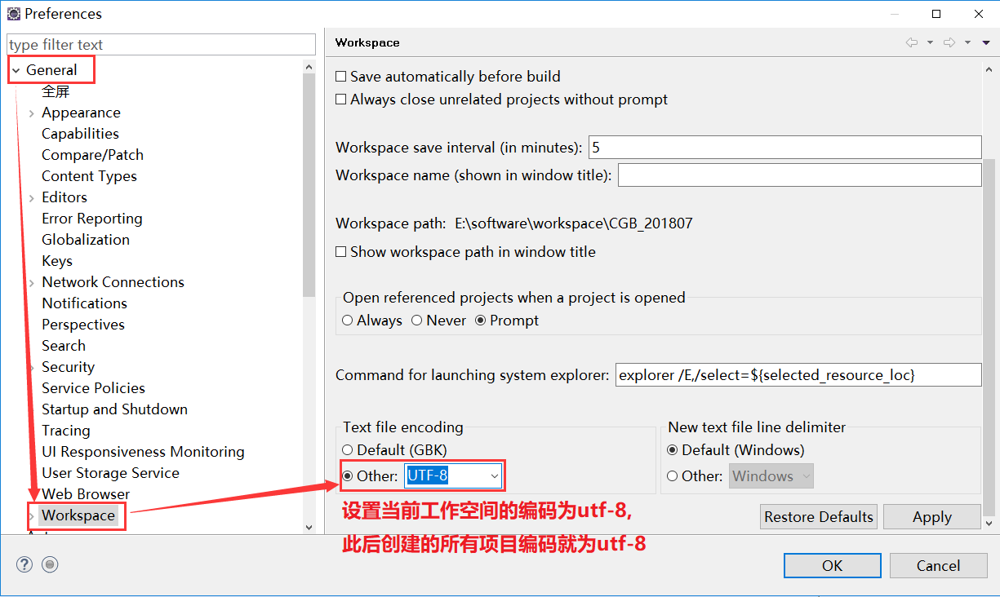 Preferences
type filter text
General
全屏
Appearance
Capabilities
Compare/Patch
Content Types
Editors
Error Reporting
Globalization
Keys
Network Connections
Notifications
Perspectives
Search
Security
Service Policies
Startup and Shutdown
Tracing
UI Responsiveness Monitoring
User Storage Service
Web Browser
Workspace
Workspace
Save automatically before build
Always close unrelated projects without prompt
Workspace save interval (in minutes): 5
Workspace name (shown in window title):
Workspace path: E:\software\workspace\CGB_201807
Show workspace path in window title
Open referenced projects when a project is opened
Always Never Prompt
Command for launching system explorer: explorer /E,/select=${selected_resource_loc}
Text file encoding
Default (GBK)
Other: UTF-8
New text file line delimiter
Default (Windows)
Other: Windows
设置当前工作空间的编码为utf-8,
此后创建的所有项目编码就为utf-8
Restore Defaults Apply
OK Cancel